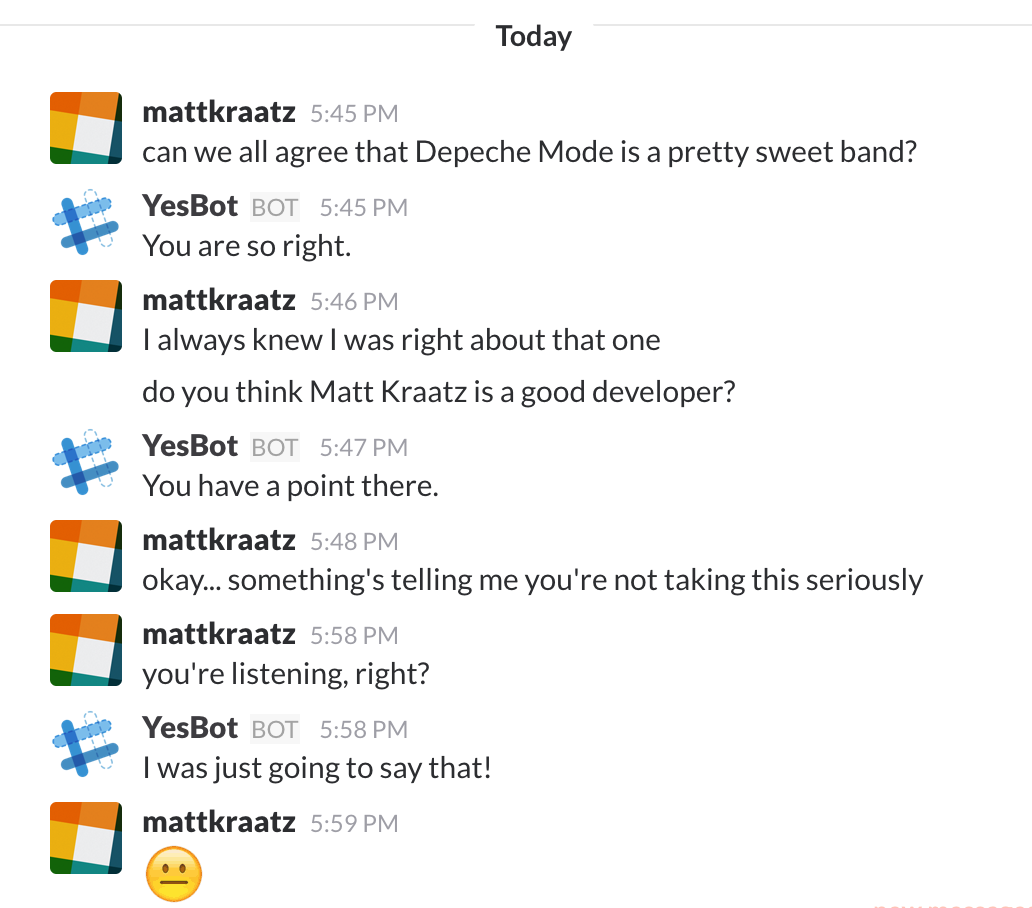 Today
mattkraatz 5:45 PM
can we all agree that Depeche Mode is a pretty sweet band?
YesBot BOT 5:45 PM
You are so right.
mattkraatz 5:46 PM
I always knew I was right about that one
do you think Matt Kraatz is a good developer?
YesBot BOT 5:47 PM
You have a point there.
mattkraatz 5:48 PM
okay... something's telling me you're not taking this seriously
mattkraatz 5:58 PM
you're listening, right?
YesBot BOT 5:58 PM
I was just going to say that!
mattkraatz 5:59 PM